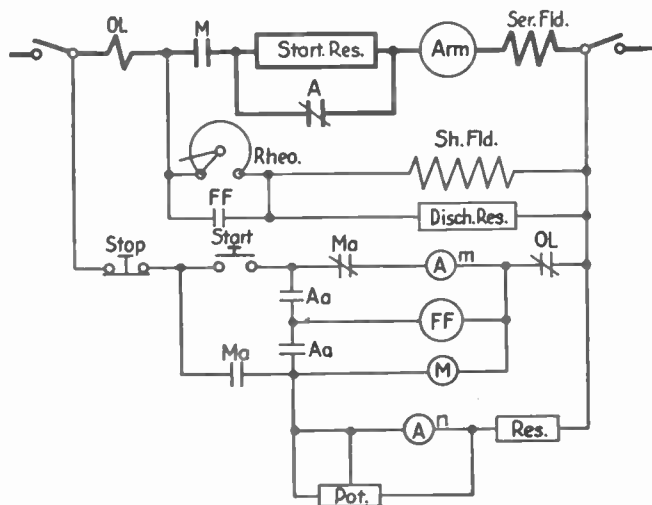 OL
M
Start. Res.
Arm
Ser. Fld.
A
Rheo.
Sh. Fld.
FF
Disch. Res.
Stop
Start
Ma
A m
OL
Aa
FF
Ma
Aa
M
A n
Res.
Pot.